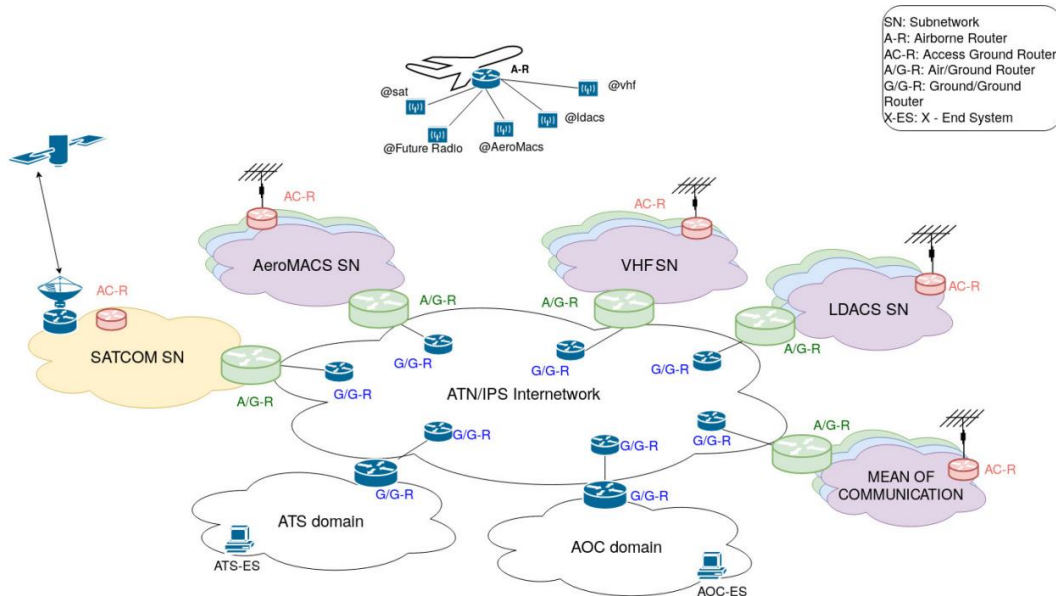 SN: Subnetwork
A-R: Airborne Router
AC-R: Access Ground Router
A/G-R: Air/Ground Router
G/G-R: Ground/Ground
Router
X-ES: X - End System
A-R
@sat
@vhf
@ldacs
@Future Radio
@AeroMacs
AC-R
AeroMACS SN
A/G-R
AC-R
VHF SN
A/G-R
AC-R
LDACS SN
A/G-R
AC-R
SATCOM SN
A/G-R
G/G-R
G/G-R
G/G-R
G/G-R
ATN/IPS Internetwork
G/G-R
G/G-R
G/G-R
A/G-R
AC-R
MEAN OF
COMMUNICATION
G/G-R
ATS domain
ATS-ES
G/G-R
AOC domain
AOC-ES